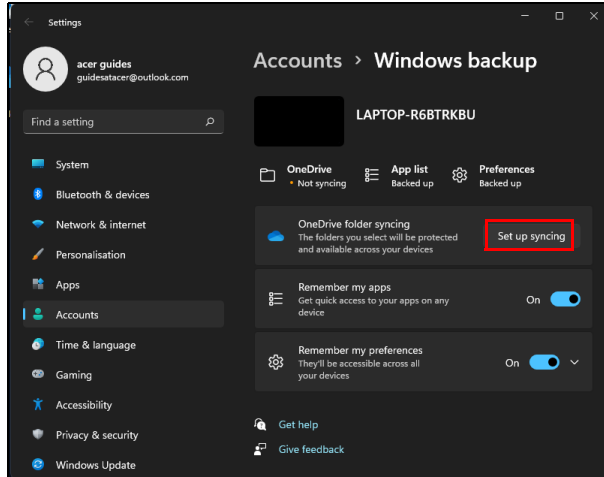 Settings
acer guides
guidesatacer@outlook.com
Find a setting
System
Bluetooth & devices
Network & internet
Personalisation
Apps
Accounts
Time & language
Gaming
Accessibility
Privacy & security
Windows Update
Accounts > Windows backup
LAPTOP-R6BTRKBU
OneDrive
• Not syncing
App list
Backed up
Preferences
Backed up
OneDrive folder syncing
The folders you select will be protected
and available across your devices
Set up syncing
Remember my apps
Get quick access to your apps on any
device
On
Remember my preferences
They'll be accessible across all
your devices
On
Get help
Give feedback